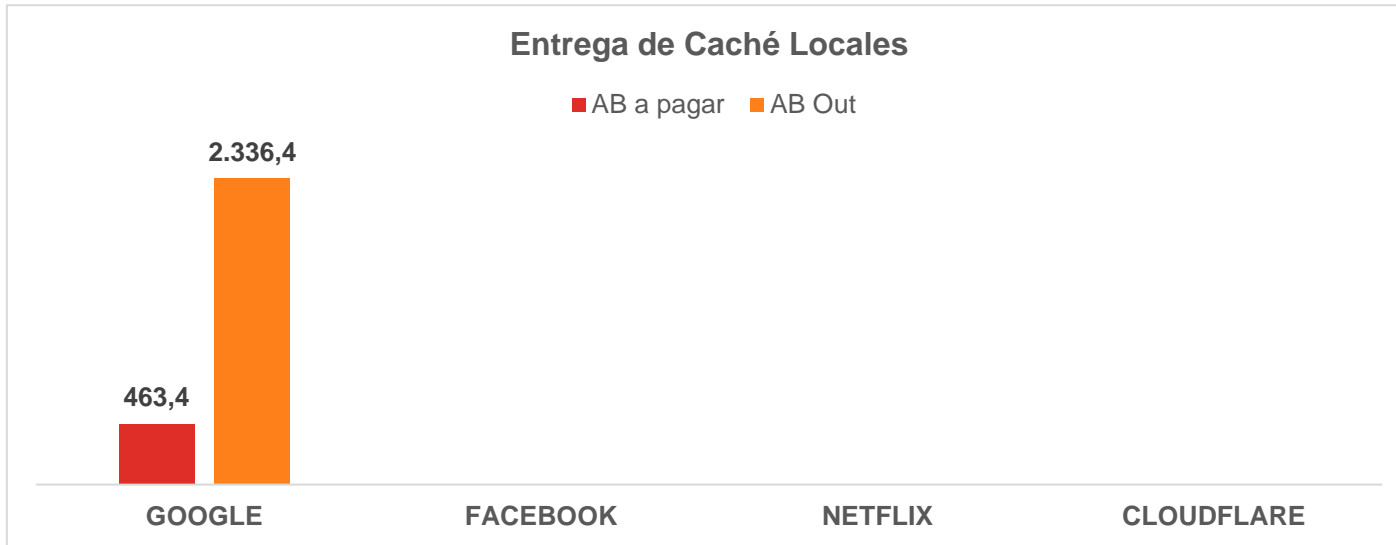 Entrega de Caché Locales
AB a pagar AB Out
2.336,4
463,4
GOOGLE FACEBOOK NETFLIX CLOUDFLARE